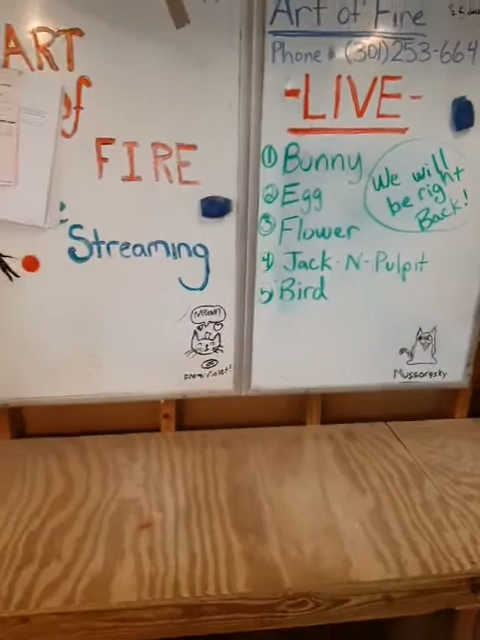 ART
of
FIRE
Streaming
Meow
Art of Fine
Phone # (301)253-664
-LIVE-
① Bunny
② Egg
③ Flower
4) Jack-N-Pulpit
5) Bird
We will
be right
Back!
Mussorgsky